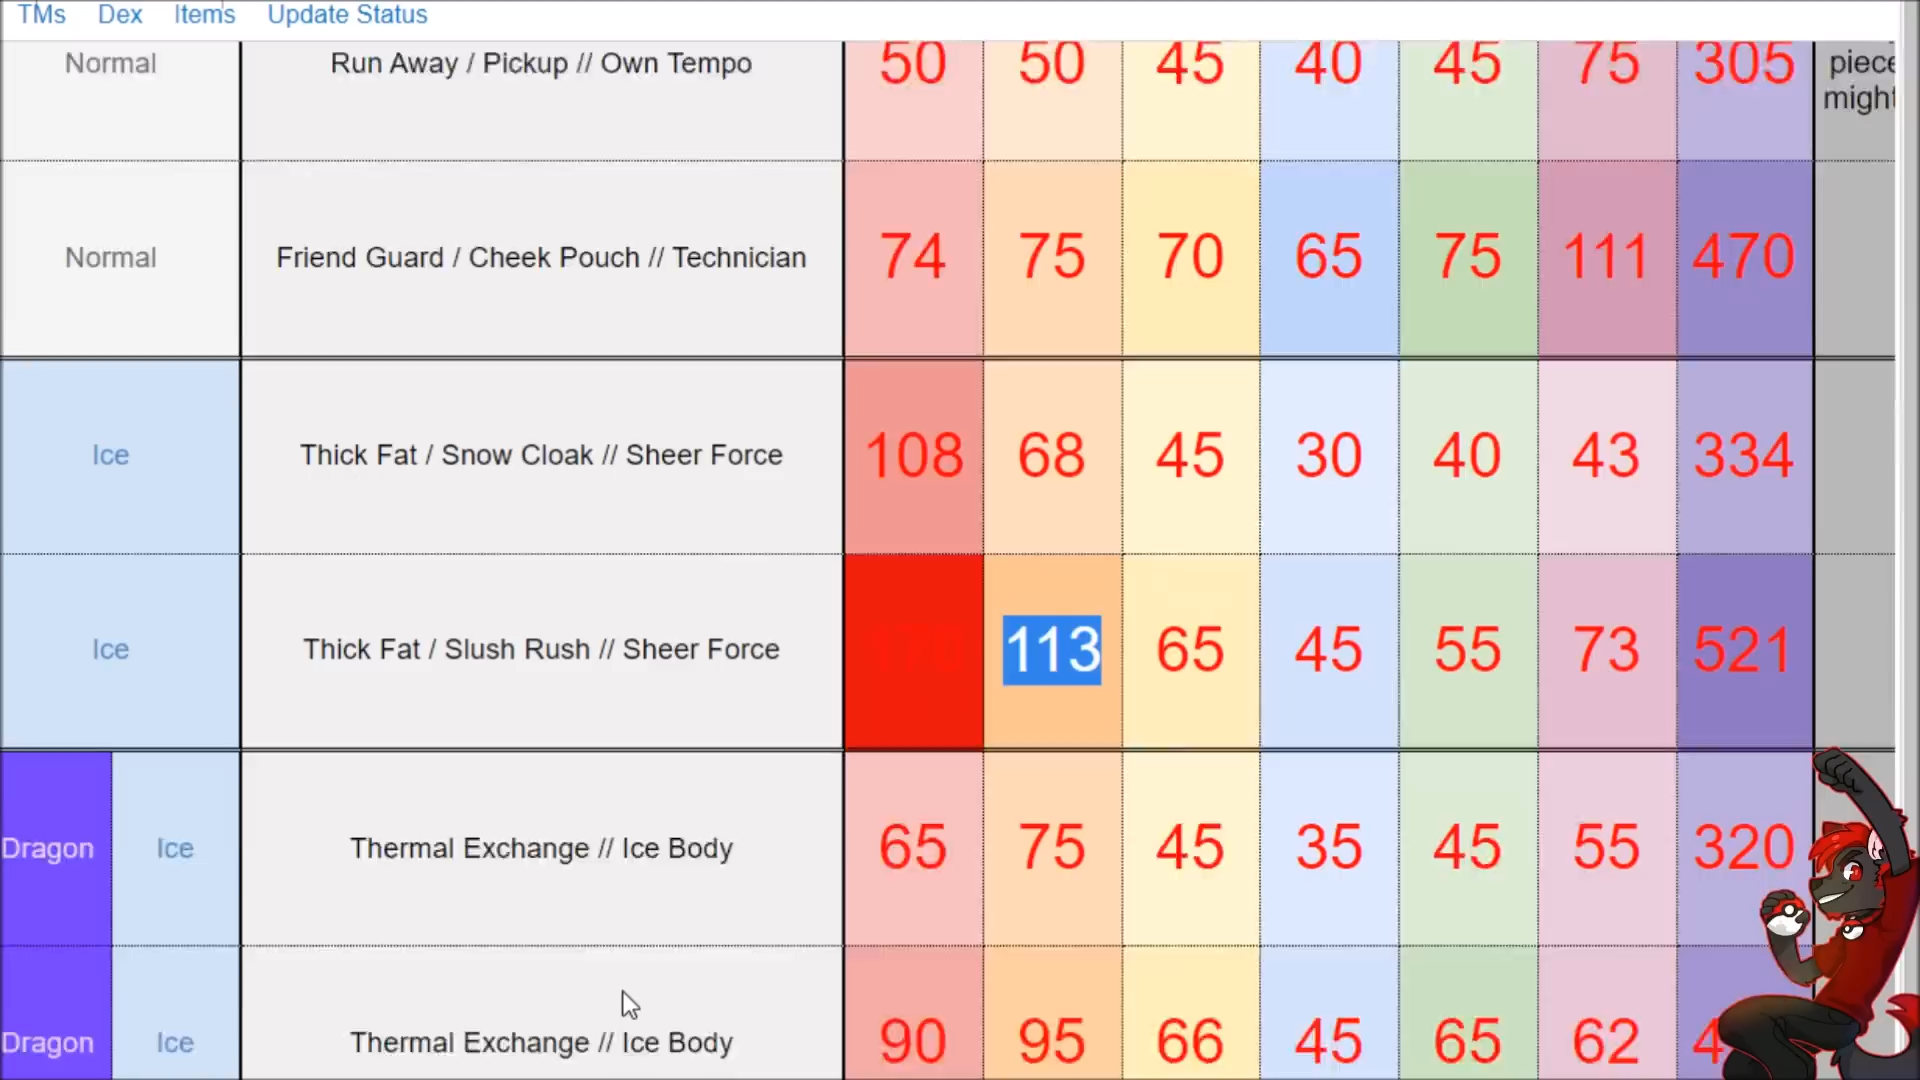 TMs Dex Items Update Status
Normal Run Away / Pickup // Own Tempo 50 50 45 40 45 75 305 piece
might
Normal Friend Guard / Cheek Pouch // Technician 74 75 70 65 75 111 470
Ice Thick Fat / Snow Cloak // Sheer Force 108 68 45 30 40 43 334
Ice Thick Fat / Slush Rush // Sheer Force 170 113 65 45 55 73 521
Dragon Ice Thermal Exchange // Ice Body 65 75 45 35 45 55 320
Dragon Ice Thermal Exchange // Ice Body 90 95 66 45 65 62 4